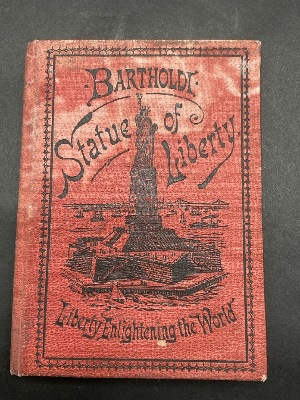 BARTHOLDI
Statue of Liberty
Liberty Enlightening the World